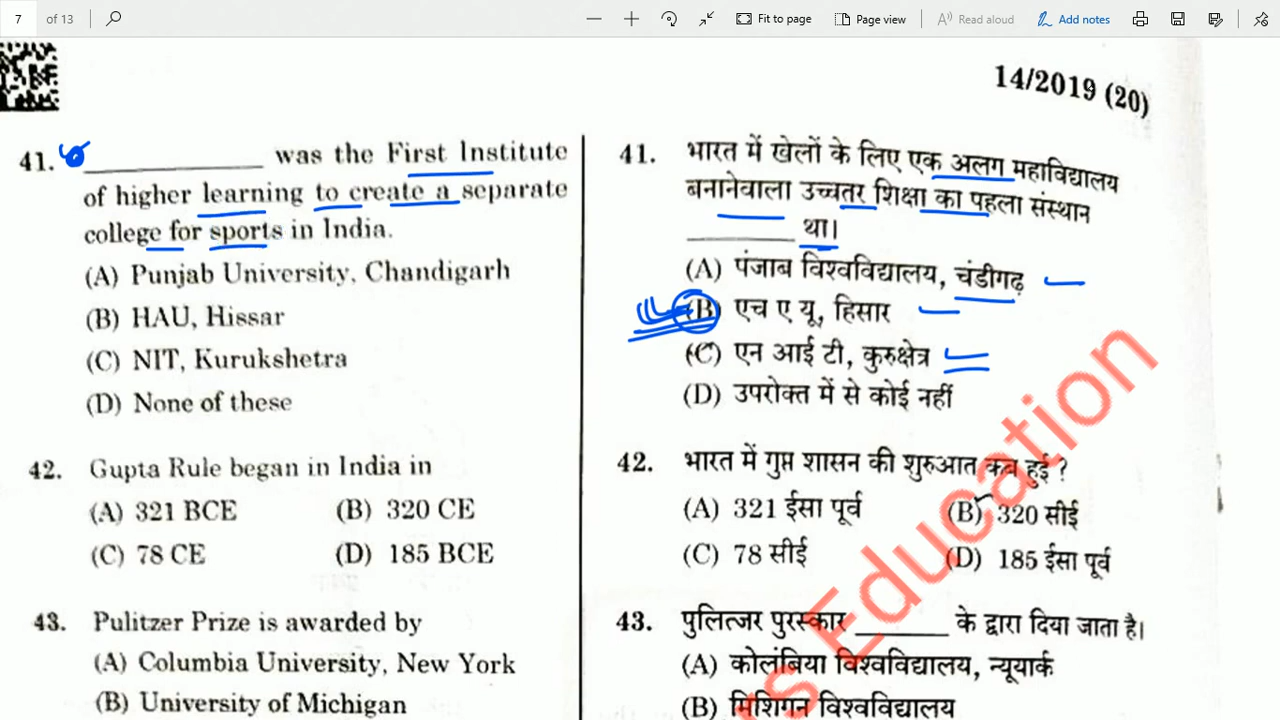 7 of 13
Fit to page
Page view
Read aloud
Add notes
14/2019 (20)
41. ____________ was the First Institute
of higher learning to create a separate
college for sports in India.
(A) Punjab University, Chandigarh
(B) HAU, Hissar
(C) NIT, Kurukshetra
(D) None of these
42. Gupta Rule began in India in
(A) 321 BCE (B) 320 CE
(C) 78 CE (D) 185 BCE
43. Pulitzer Prize is awarded by
(A) Columbia University, New York
(B) University of Michigan
41. भारत में खेलों के लिए एक अलग महाविद्यालय
बनानेवाला उच्चतर शिक्षा का पहला संस्थान
________ था।
(A) पंजाब विश्वविद्यालय, चंडीगढ़
(B) एच ए यू, हिसार
(C) एन आई टी, कुरुक्षेत्र
(D) उपरोक्त में से कोई नहीं
42. भारत में गुप्त शासन की शुरुआत कब हुई ?
(A) 321 ईसा पूर्व (B) 320 सीई
(C) 78 सीई (D) 185 ईसा पूर्व
43. पुलित्जर पुरस्कार ________ के द्वारा दिया जाता है।
(A) कोलंबिया विश्वविद्यालय, न्यूयार्क
(B) मिशिगन विश्वविद्यालय
Education